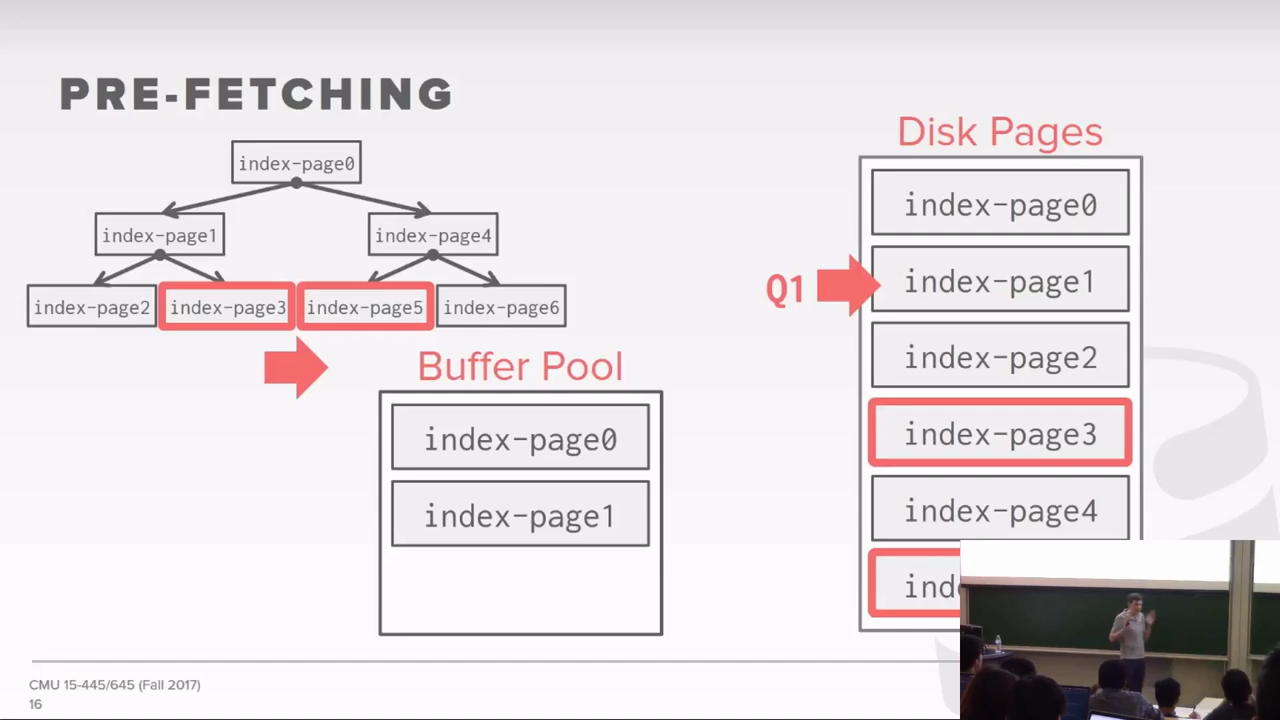 PRE-FETCHING
index-page0
index-page1
index-page4
index-page2
index-page3
index-page5
index-page6
Buffer Pool
index-page0
index-page1
Disk Pages
index-page0
Q1
index-page1
index-page2
index-page3
index-page4
CMU 15-445/645 (Fall 2017)
16